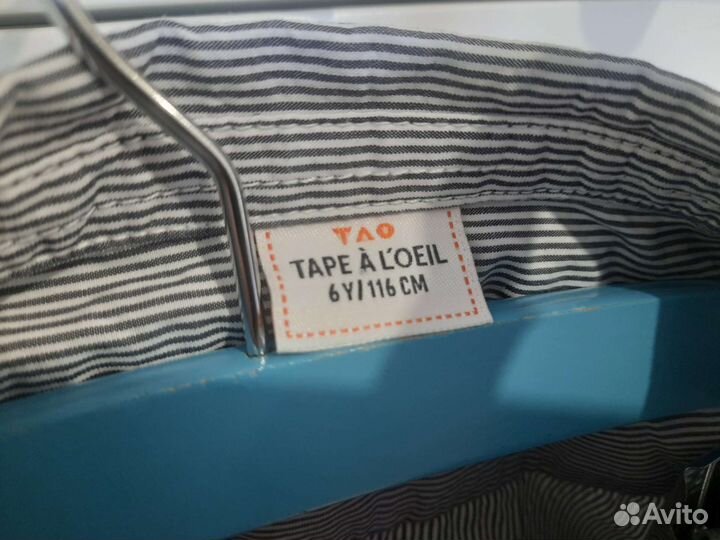 TAO
TAPE À L'OEIL
6Y/116 CM
Avito